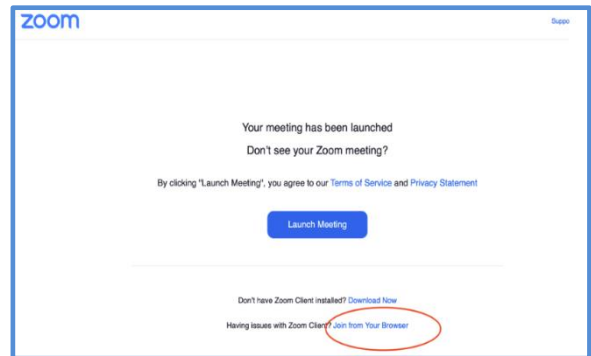 zoom
Suppo
Your meeting has been launched
Don't see your Zoom meeting?
By clicking "Launch Meeting", you agree to our Terms of Service and Privacy Statement
Launch Meeting
Don't have Zoom Client installed? Download Now
Having issues with Zoom Client? Join from Your Browser